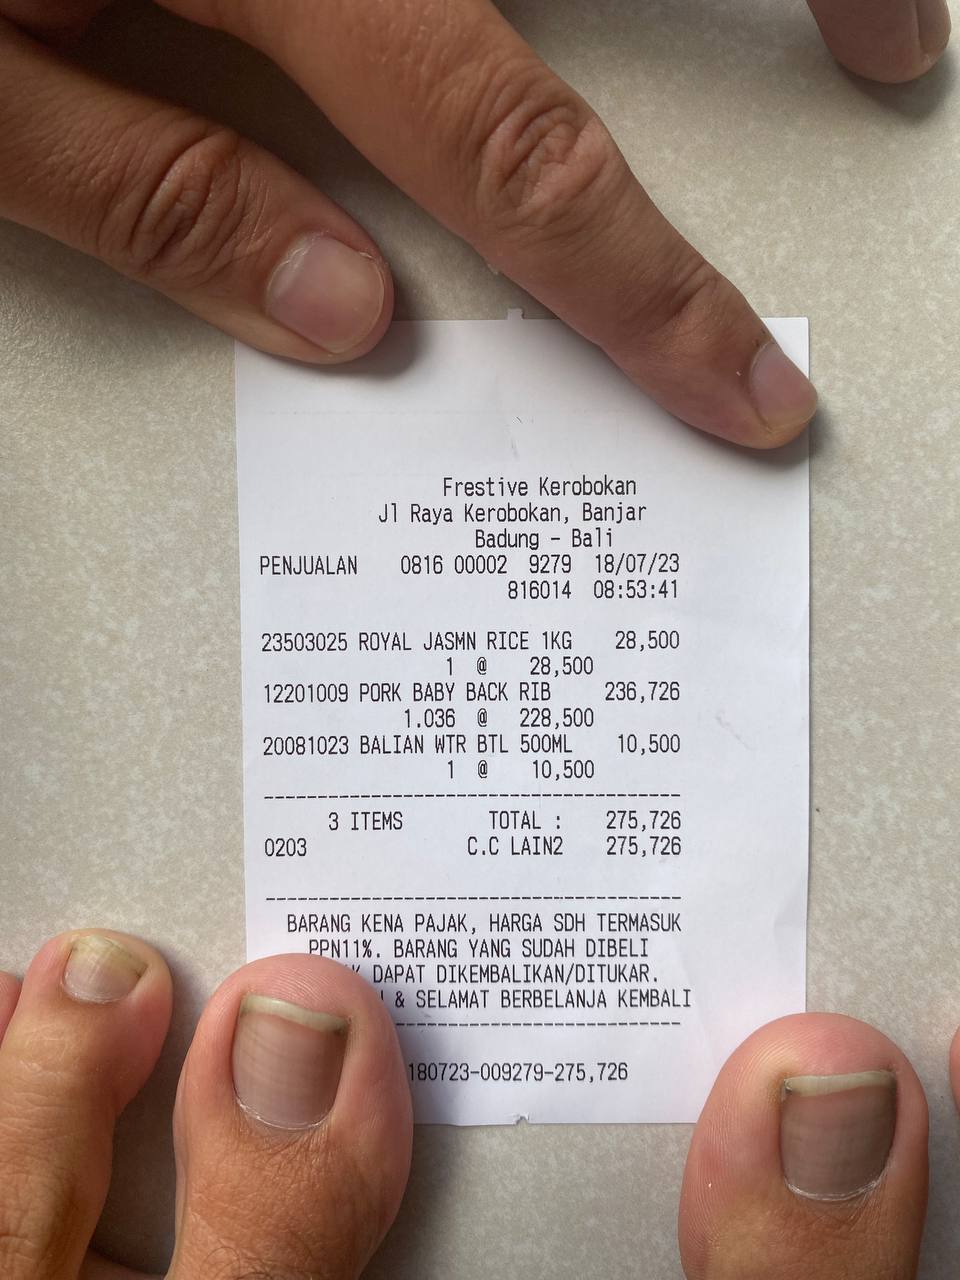 Frestive Kerobokan
Jl Raya Kerobokan, Banjar
Badung - Bali
PENJUALAN 0816 00002 9279 18/07/23
816014 08:53:41
23503025 ROYAL JASMN RICE 1KG 28,500
1 @ 28,500
12201009 PORK BABY BACK RIB 236,726
1.036 @ 228,500
20081023 BALIAN WTR BTL 500ML 10,500
1 @ 10,500
3 ITEMS TOTAL : 275,726
0203 C.C LAIN2 275,726
BARANG KENA PAJAK, HARGA SDH TERMASUK
PPN11%. BARANG YANG SUDAH DIBELI
DAPAT DIKEMBALIKAN/DITUKAR.
& SELAMAT BERBELANJA KEMBALI
180723-009279-275,726